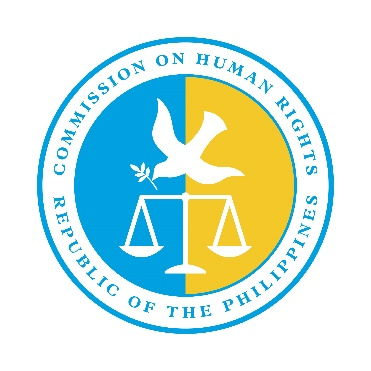 COMMISSION ON HUMAN RIGHTS
REPUBLIC OF THE PHILIPPINES